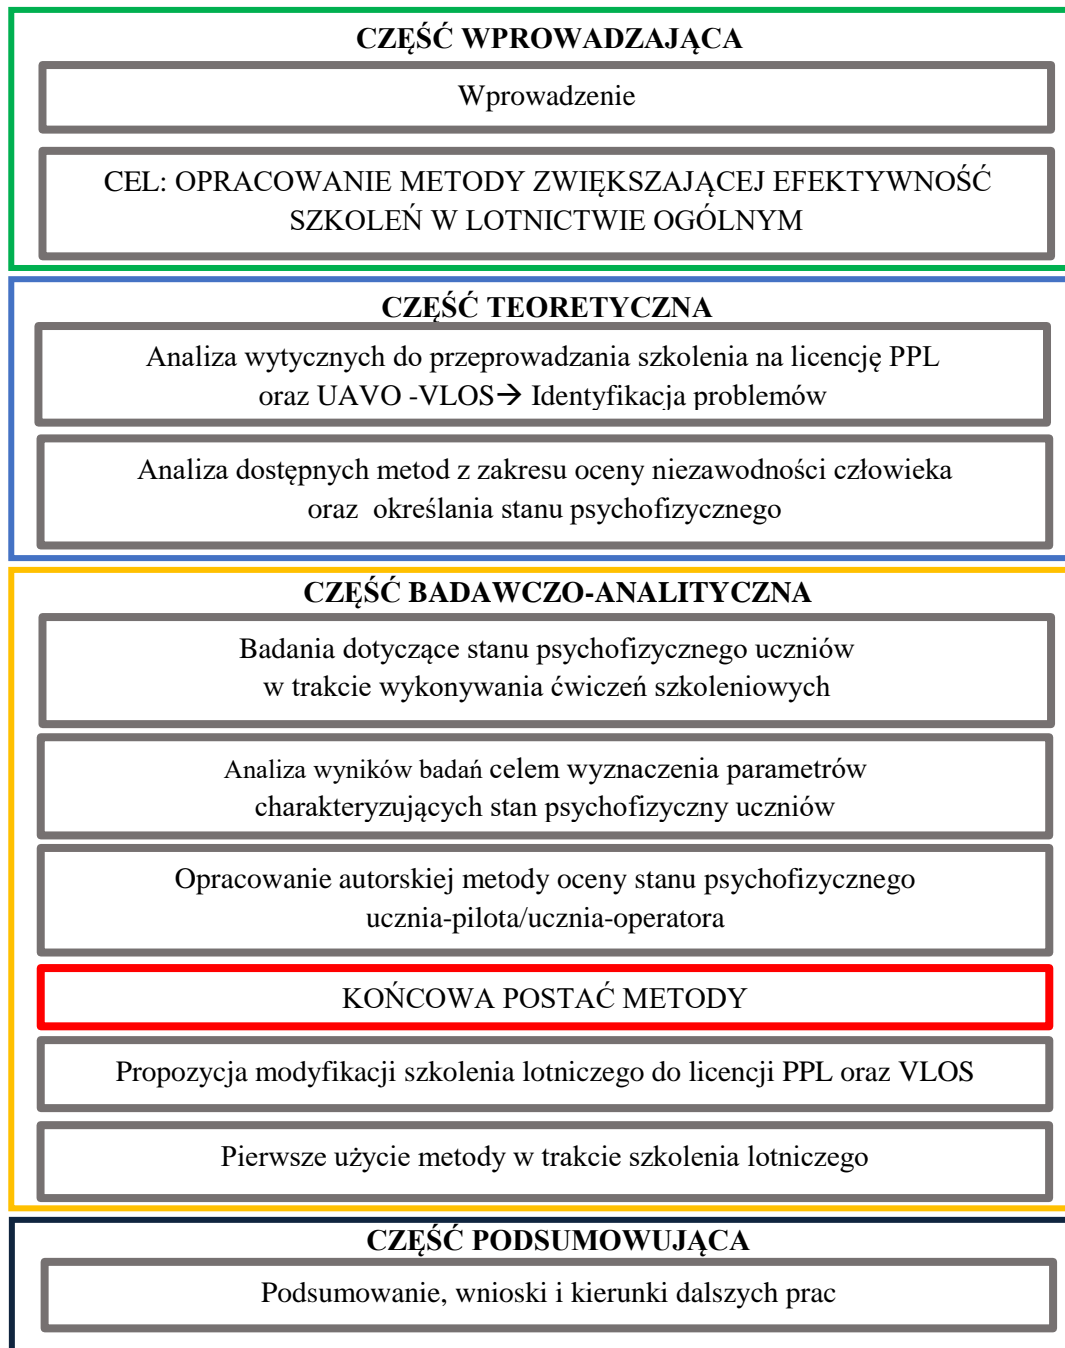 CZĘŚĆ WPROWADZAJĄCA
Wprowadzenie
CEL: OPRACOWANIE METODY ZWIĘKSZAJĄCEJ EFEKTYWNOŚĆ
SZKOLEŃ W LOTNICTWIE OGÓLNYM
CZĘŚĆ TEORETYCZNA
Analiza wytycznych do przeprowadzania szkolenia na licencję PPL
oraz UAVO -VLOS→ Identyfikacja problemów
Analiza dostępnych metod z zakresu oceny niezawodności człowieka
oraz określania stanu psychofizycznego
CZĘŚĆ BADAWCZO-ANALITYCZNA
Badania dotyczące stanu psychofizycznego uczniów
w trakcie wykonywania ćwiczeń szkoleniowych
Analiza wyników badań celem wyznaczenia parametrów
charakteryzujących stan psychofizyczny uczniów
Opracowanie autorskiej metody oceny stanu psychofizycznego
ucznia-pilota/ucznia-operatora
KOŃCOWA POSTAĆ METODY
Propozycja modyfikacji szkolenia lotniczego do licencji PPL oraz VLOS
Pierwsze użycie metody w trakcie szkolenia lotniczego
CZĘŚĆ PODSUMOWUJĄCA
Podsumowanie, wnioski i kierunki dalszych prac